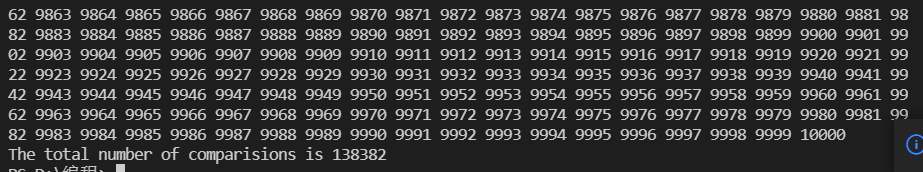 62 9863 9864 9865 9866 9867 9868 9869 9870 9871 9872 9873 9874 9875 9876 9877 9878 9879 9880 9881 98
82 9883 9884 9885 9886 9887 9888 9889 9890 9891 9892 9893 9894 9895 9896 9897 9898 9899 9900 9901 99
02 9903 9904 9905 9906 9907 9908 9909 9910 9911 9912 9913 9914 9915 9916 9917 9918 9919 9920 9921 99
22 9923 9924 9925 9926 9927 9928 9929 9930 9931 9932 9933 9934 9935 9936 9937 9938 9939 9940 9941 99
42 9943 9944 9945 9946 9947 9948 9949 9950 9951 9952 9953 9954 9955 9956 9957 9958 9959 9960 9961 99
62 9963 9964 9965 9966 9967 9968 9969 9970 9971 9972 9973 9974 9975 9976 9977 9978 9979 9980 9981 99
82 9983 9984 9985 9986 9987 9988 9989 9990 9991 9992 9993 9994 9995 9996 9997 9998 9999 10000
The total number of comparisions is 138382
PS D:\编程>